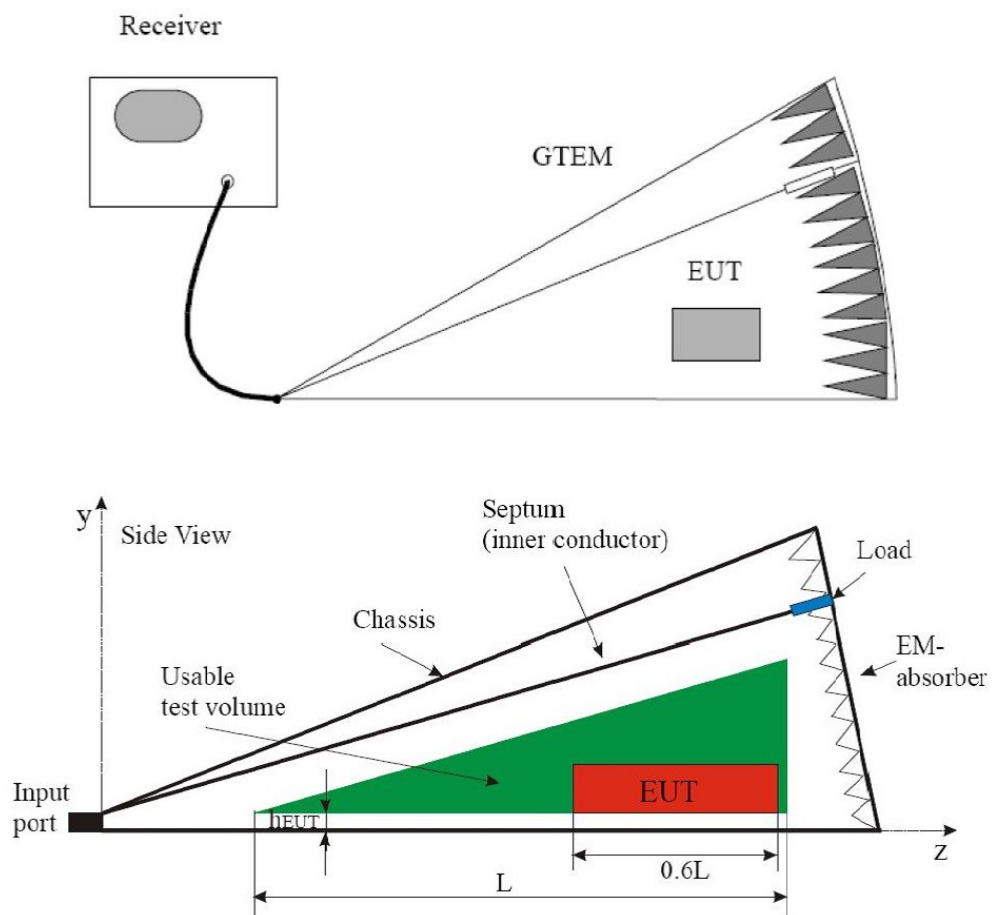 Receiver
GTEM
EUT
y
Side View
Septum
(inner conductor)
Load
Chassis
Usable
test volume
EM-
absorber
Input
port
EUT
hEUT
z
0.6L
L